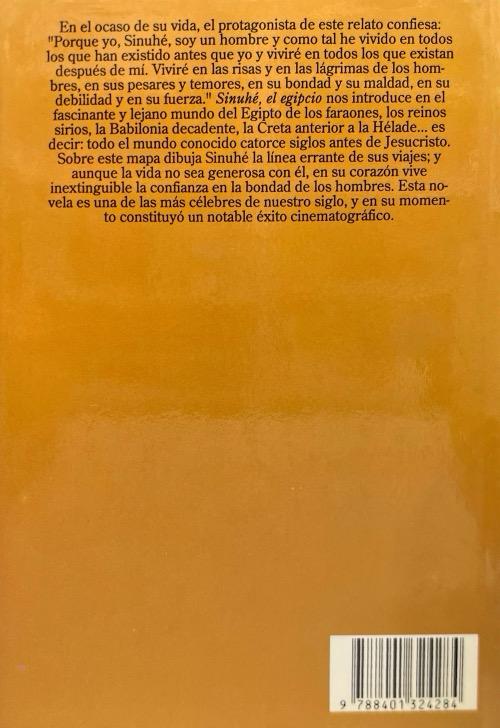 En el ocaso de su vida, el protagonista de este relato confiesa:
"Porque yo, Sinuhé, soy un hombre y como tal he vivido en todos
los que han existido antes que yo y viviré en todos los que existan
después de mí. Viviré en las risas y en las lágrimas de los hom-
bres, en sus pesares y temores, en su bondad y su maldad, en su
debilidad y en su fuerza." Sinuhé, el egipcio nos introduce en el
fascinante y lejano mundo del Egipto de los faraones, los reinos
sirios, la Babilonia decadente, la Creta anterior a la Hélade... es
decir: todo el mundo conocido catorce siglos antes de Jesucristo.
Sobre este mapa dibuja Sinuhé la línea errante de sus viajes; y
aunque la vida no sea generosa con él, en su corazón vive
inextinguible la confianza en la bondad de los hombres. Esta no-
vela es una de las más célebres de nuestro siglo, y en su momen-
to constituyó un notable éxito cinematográfico.
9 788401 324284